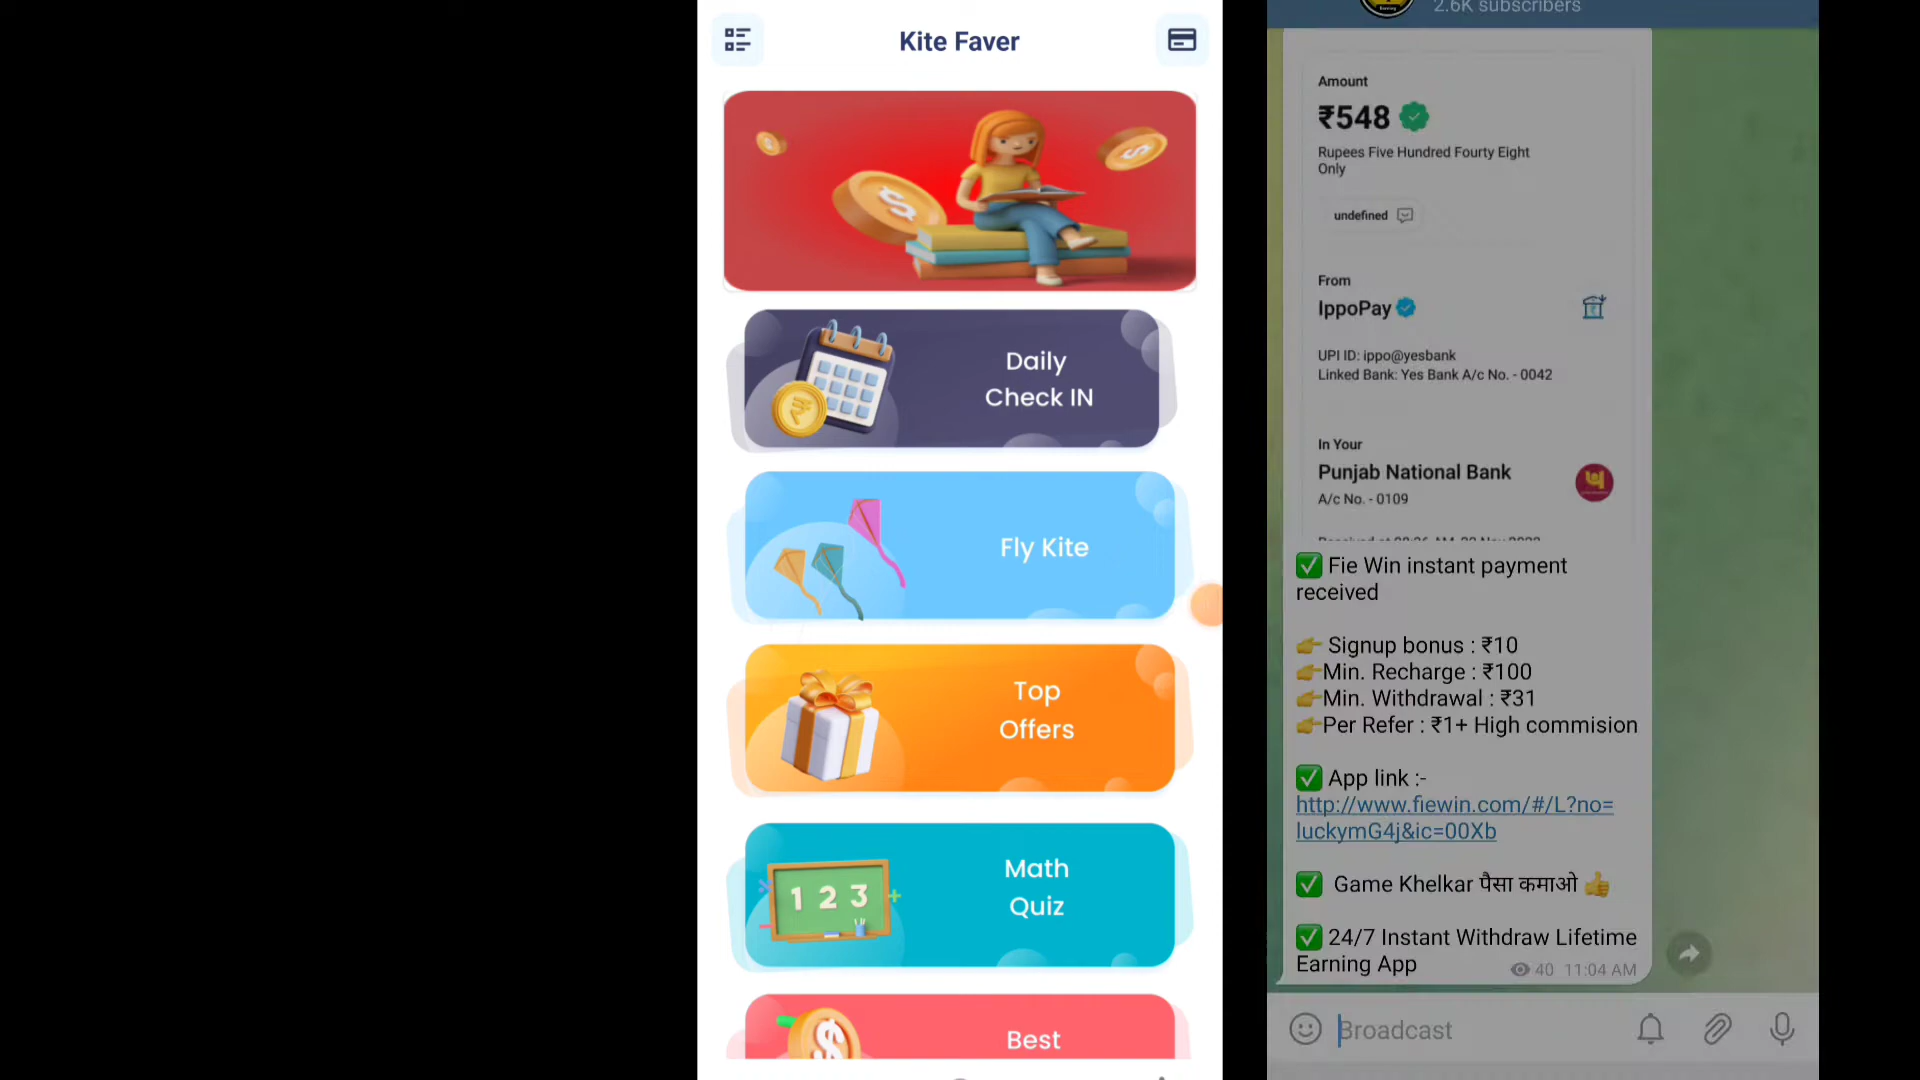 Kite Faver
Daily
Check IN
Fly Kite
Top
Offers
1 2 3
Math
Quiz
Best
2.6K subscribers
Amount
₹548
Rupees Five Hundred Fourty Eight
Only
undefined
From
IppoPay
UPI ID: ippo@yesbank
Linked Bank: Yes Bank A/c No. - 0042
In Your
Punjab National Bank
A/c No. - 0109
✅ Fie Win instant payment
received
👉 Signup bonus : ₹10
👉Min. Recharge : ₹100
👉Min. Withdrawal : ₹31
👉Per Refer : ₹1+ High commision
✅ App link :-
http://www.fiewin.com/#/L?no=
luckymG4j&ic=00Xb
✅ Game Khelkar पैसा कमाओ 👍
✅ 24/7 Instant Withdraw Lifetime
Earning App
40 11:04 AM
Broadcast